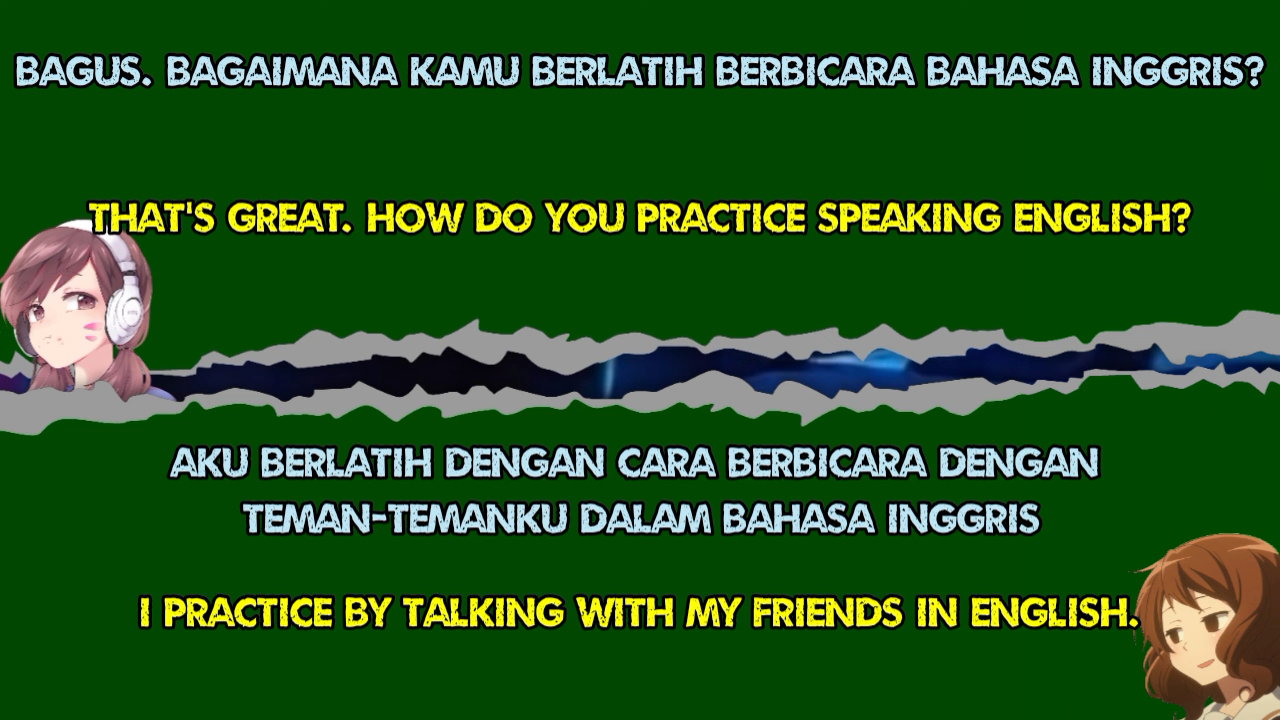 BAGUS. BAGAIMANA KAMU BERLATIH BERBICARA BAHASA INGGRIS?
THAT'S GREAT. HOW DO YOU PRACTICE SPEAKING ENGLISH?
AKU BERLATIH DENGAN CARA BERBICARA DENGAN
TEMAN-TEMANKU DALAM BAHASA INGGRIS
I PRACTICE BY TALKING WITH MY FRIENDS IN ENGLISH.